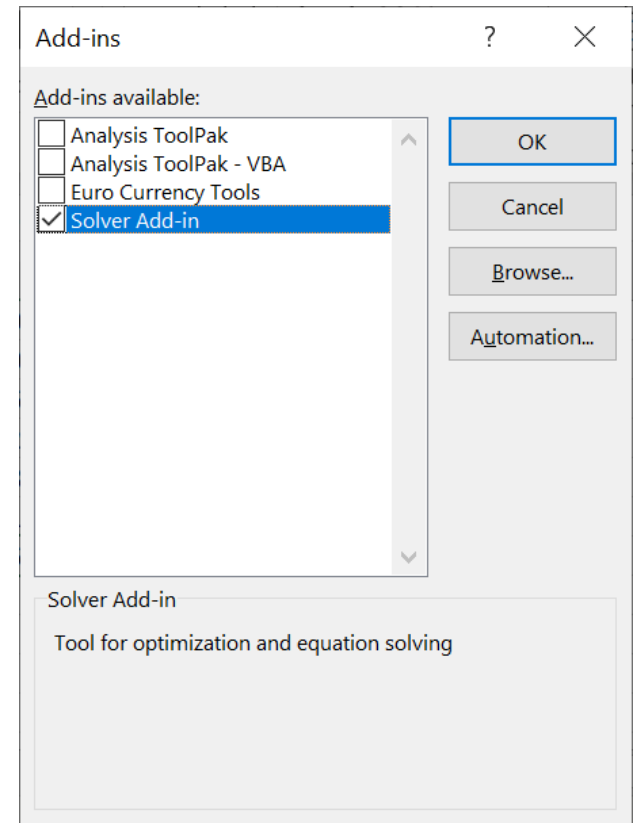 Add-ins
?
Add-ins available:
Analysis ToolPak
Analysis ToolPak - VBA
Euro Currency Tools
Solver Add-in
OK
Cancel
Browse...
Automation...
Solver Add-in
Tool for optimization and equation solving